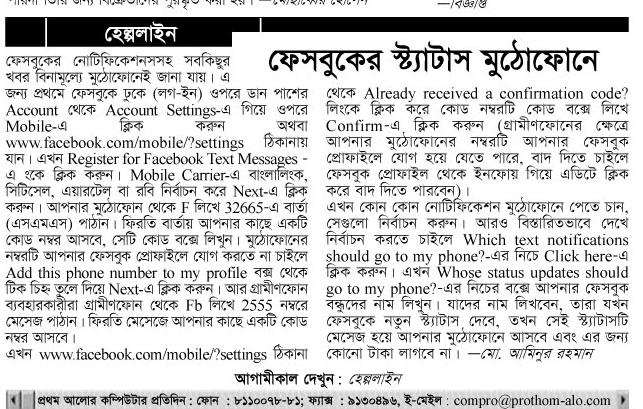 হেল্পলাইন
ফেসবুকের স্ট্যাটাস মুঠোফোনে
ফেসবুকের নোটিফিকেশনসহ সবকিছুর
খবর বিনামূল্যে মুঠোফোনেই জানা যায়। এ
জন্য প্রথমে ফেসবুকে ঢুকে (লগ-ইন) ওপরে ডান পাশের
Account থেকে Account Settings-এ গিয়ে ওপরে
Mobile-এ ক্লিক করুন অথবা
www.facebook.com/mobile/?settings ঠিকানায়
যান। এখন Register for Facebook Text Messages -
এ ংকে ক্লিক করুন। Mobile Carrier-এ বাংলালিংক,
সিটিসেল, এয়ারটেল বা রবি নির্বাচন করে Next-এ ক্লিক
করুন। আপনার মুঠোফোন থেকে F লিখে 32665-এ বার্তা
(এসএমএস) পাঠান। ফিরতি বার্তায় আপনার কাছে একটি
কোড নম্বর আসবে, সেটি কোড বক্সে লিখুন। মুঠোফোনের
নম্বরটি আপনার ফেসবুক প্রোফাইলে যোগ করতে না চাইলে
Add this phone number to my profile বক্স থেকে
টিক চিহ্ন তুলে দিয়ে Next-এ ক্লিক করুন। আর গ্রামীণফোন
ব্যবহারকারীরা গ্রামীণফোন থেকে Fb লিখে 2555 নম্বরে
মেসেজ পাঠান। ফিরতি মেসেজে আপনার কাছে একটি কোড
নম্বর আসবে।
এখন www.facebook.com/mobile/?settings ঠিকানা
থেকে Already received a confirmation code?
লিংকে ক্লিক করে কোড নম্বরটি কোড বক্সে লিখে
Confirm-এ ক্লিক করুন (গ্রামীণফোনের ক্ষেত্রে
আপনার মুঠোফোনের নম্বরটি আপনার ফেসবুক
প্রোফাইলে যোগ হয়ে যেতে পারে, বাদ দিতে চাইলে
ফেসবুক প্রোফাইল থেকে ইনফোয় গিয়ে এডিটে ক্লিক
করে বাদ দিতে পারবেন)।
এখন কোন কোন নোটিফিকেশন মুঠোফোনে পেতে চান,
সেগুলো নির্বাচন করুন। আরও বিস্তারিতভাবে দেখে
নির্বাচন করতে চাইলে Which text notifications
should go to my phone?-এর নিচে Click here-এ
ক্লিক করুন। এখন Whose status updates should
go to my phone?-এর নিচের বক্সে আপনার ফেসবুক
বন্ধুদের নাম লিখুন। যাদের নাম লিখবেন, তারা যখন
ফেসবুকে নতুন স্ট্যাটাস দেবে, তখন সেই স্ট্যাটাসটি
মেসেজ হয়ে আপনার মুঠোফোনে আসবে এবং এর জন্য
কোনো টাকা লাগবে না। —মো. আমিনুর রহমান
আগামীকাল দেখুন : হেল্পলাইন
প্রথম আলোর কম্পিউটার প্রতিদিন : ফোন : ৮১১০০৭৮-৮১; ফ্যাক্স : ৯১৩০৪৯৬, ই-মেইল : compro@prothom-alo.com